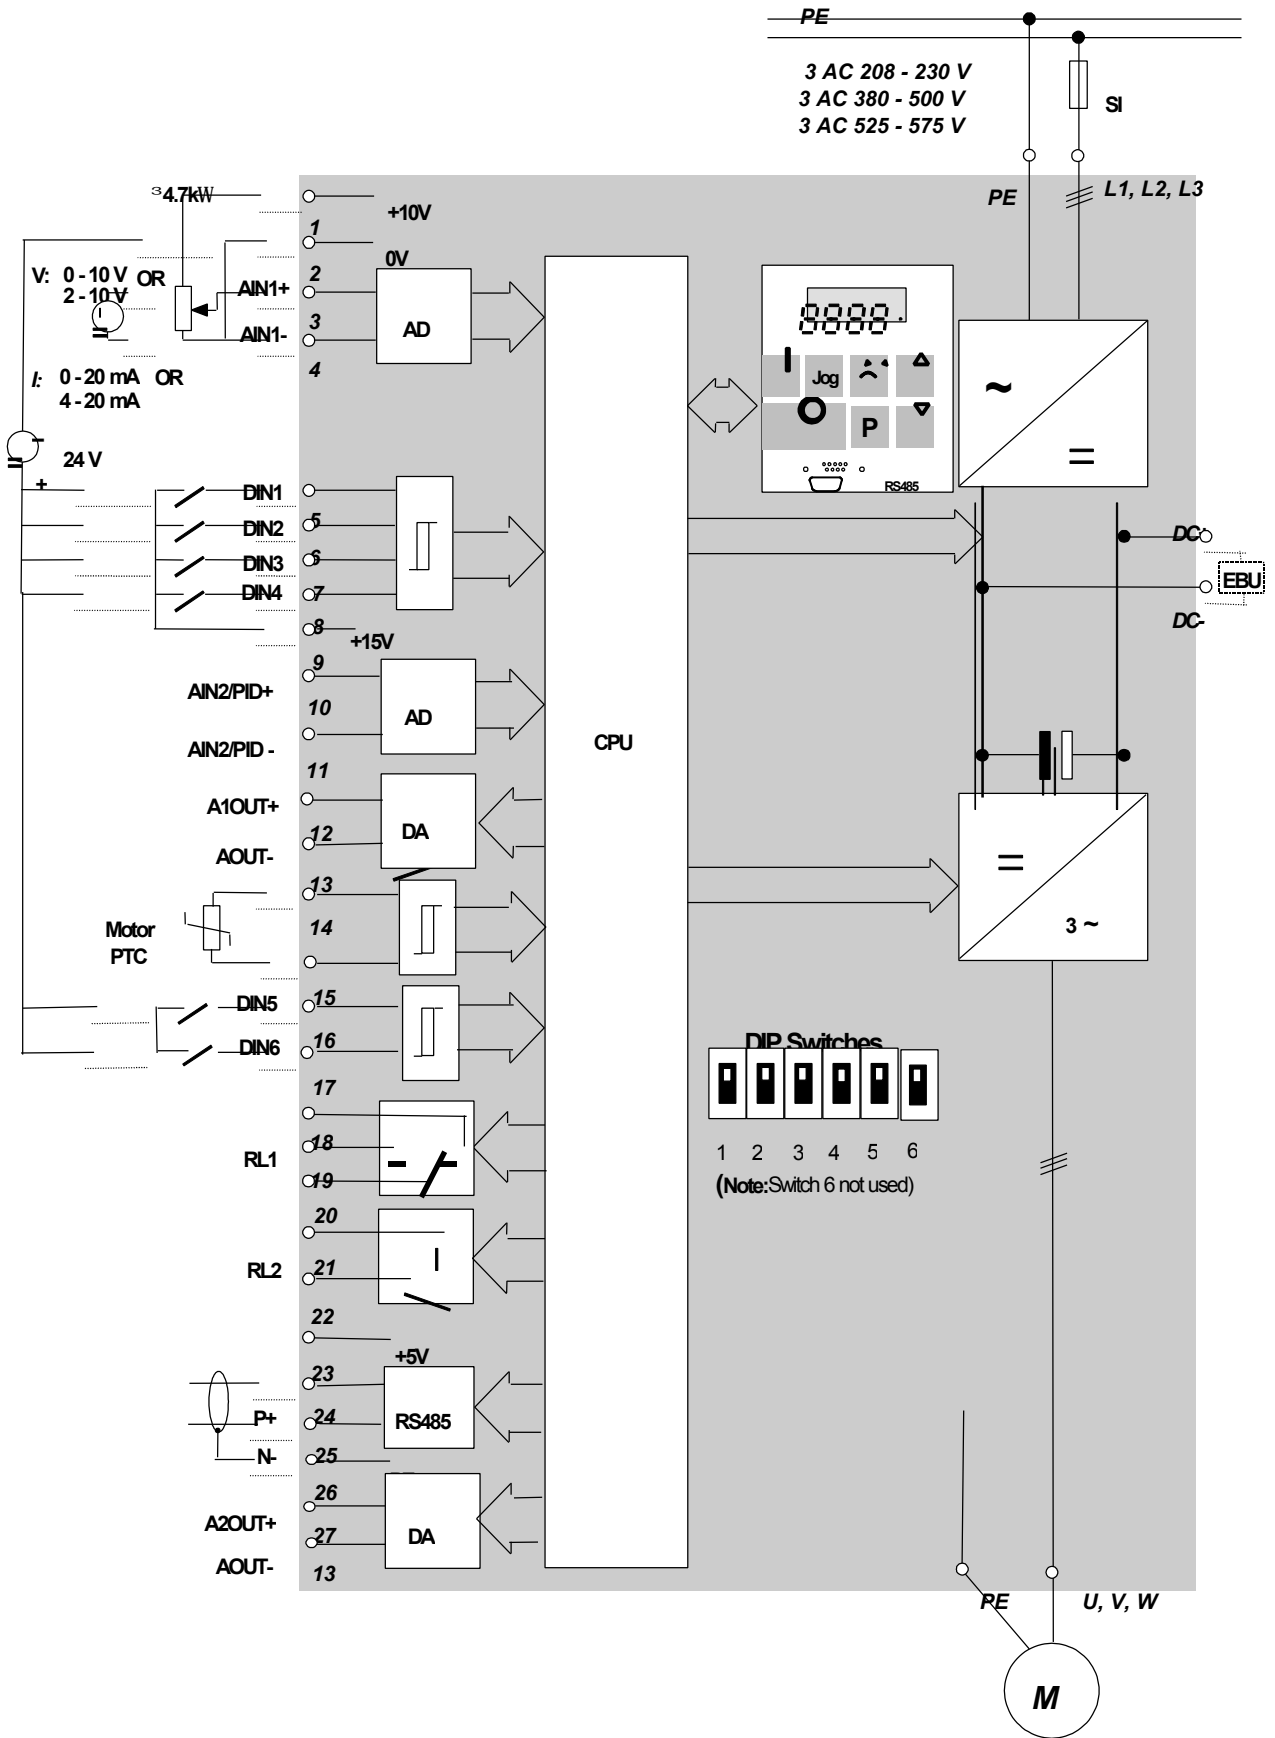 PE
3 AC 208 - 230 V
3 AC 380 - 500 V
3 AC 525 - 575 V
SI
PE
L1, L2, L3
³4.7kW
+10V
1
0V
2
V: 0 - 10 V OR
2 - 10 V
AIN1+
AD
3
AIN1-
4
I: 0 - 20 mA OR
4 - 20 mA
24 V
+
Jog
P
RS485
~
=
DIN1
5
DIN2
6
DIN3
7
DIN4
8
+15V
DC-
EBU
DC-
9
AIN2/PID+
10
AD
AIN2/PID -
11
CPU
A1OUT+
12
DA
AOUT-
13
=
3 ~
14
Motor
PTC
DIN5
15
DIN6
16
17
DIP Switches
1 2 3 4 5 6
(Note:Switch 6 not used)
18
RL1
19
20
RL2
21
22
+5V
23
P+
24
RS485
N-
25
26
A2OUT+
27
DA
AOUT-
13
PE
U, V, W
M